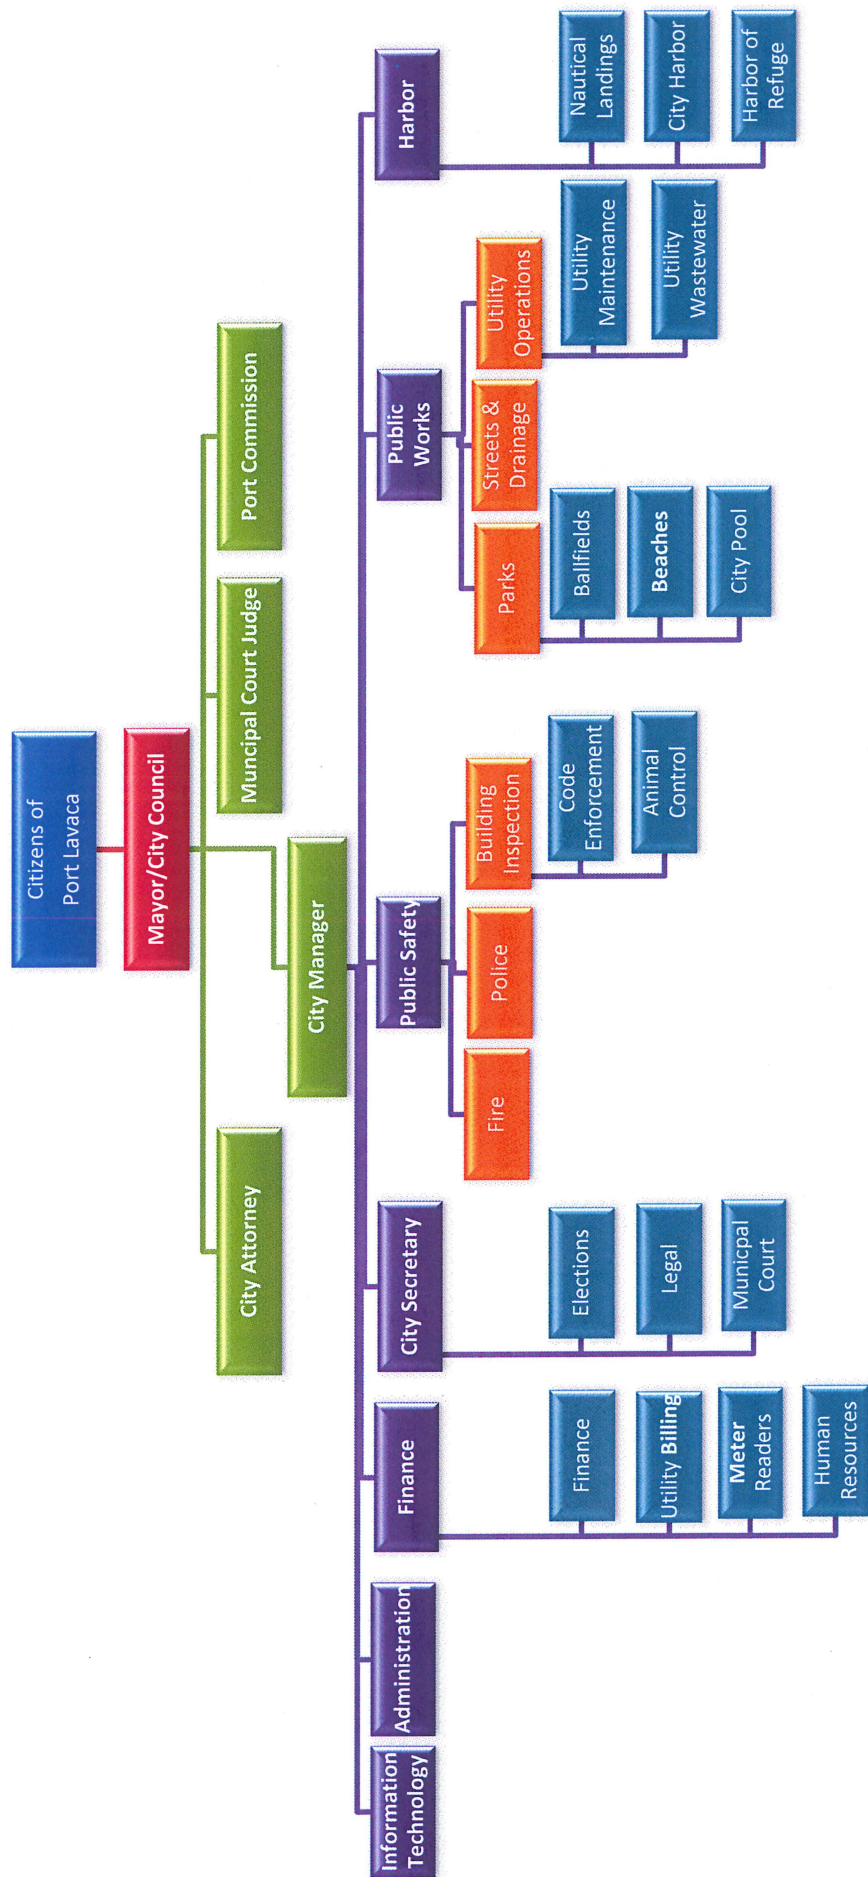 Citizens of
Port Lavaca
Mayor/City Council
City Attorney
Muncipal Court Judge
Port Commission
City Manager
Information
Technology
Administration
Finance
City Secretary
Public Safety
Public
Works
Harbor
Finance
Utility Billing
Meter
Readers
Human
Resources
Elections
Legal
Municpal
Court
Fire
Police
Building
Inspection
Code
Enforcement
Animal
Control
Parks
Streets &
Drainage
Utility
Operations
Ballfields
Beaches
City Pool
Utility
Maintenance
Utility
Wastewater
Nautical
Landings
City Harbor
Harbor of
Refuge